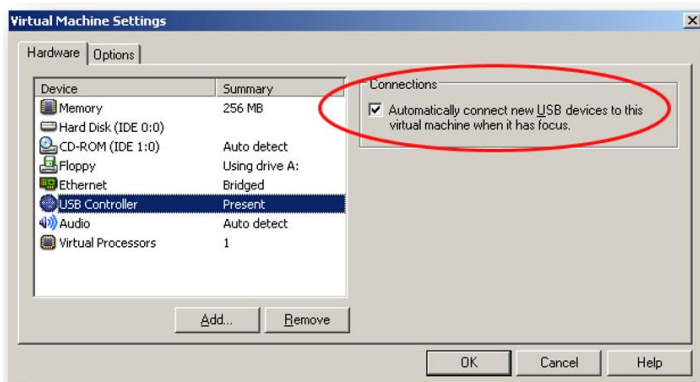 Virtual Machine Settings
Hardware Options
Device Summary
Memory 256 MB
Hard Disk (IDE 0:0)
CD-ROM (IDE 1:0) Auto detect
Floppy Using drive A:
Ethernet Bridged
USB Controller Present
Audio Auto detect
Virtual Processors 1
Add... Remove
Connections
Automatically connect new USB devices to this
virtual machine when it has focus.
OK Cancel Help